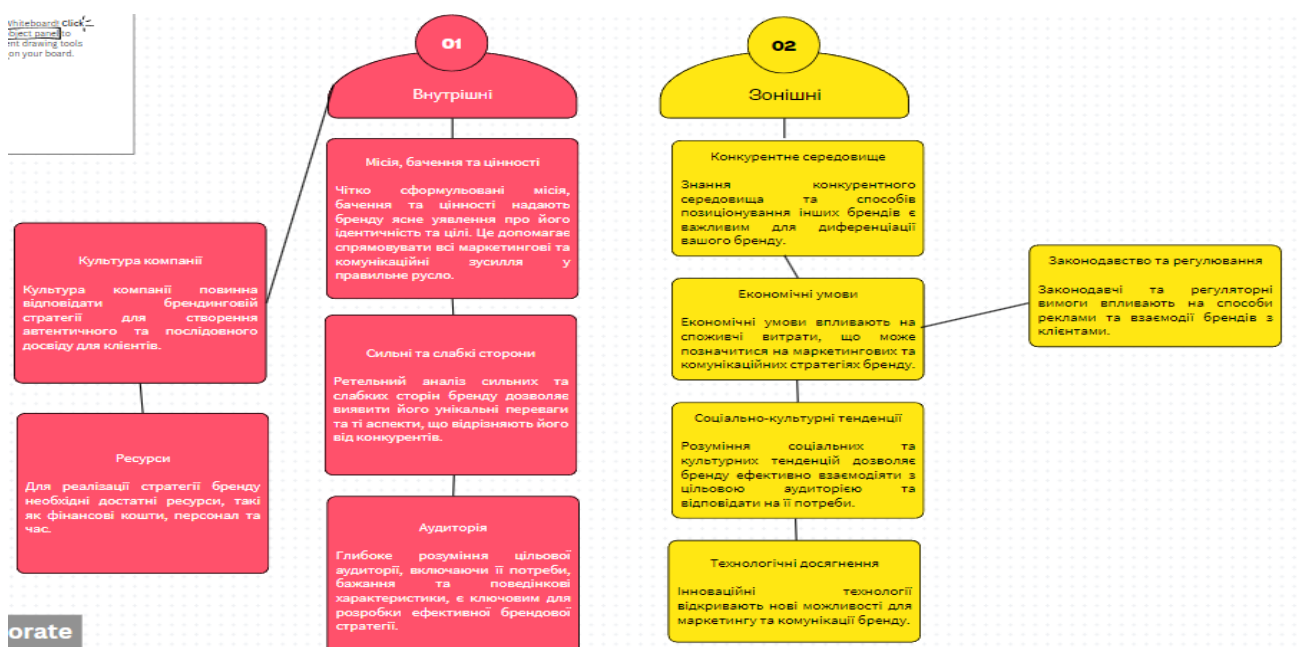 Whiteboard! Click
object panel to
ent drawing tools
on your board.
01
Внутрішні
Місія, бачення та цінності
Чітко сформульовані місія,
бачення та цінності надають
бренду ясне уявлення про його
ідентичність та цілі. Це допомагає
спрямовувати всі маркетингові та
комунікаційні зусилля у
правильне русло.
Сильні та слабкі сторони
Ретельний аналіз сильних та
слабких сторін бренду дозволяє
виявити його унікальні переваги
та ті аспекти, що відрізняють його
від конкурентів.
Аудиторія
Глибоке розуміння цільової
аудиторії, включаючи її потреби,
бажання та поведінкові
характеристики, є ключовим для
розробки ефективної брендової
стратегії.
Культура компанії
Культура компанії повинна
відповідати брендинговій
стратегії для створення
автентичного та послідовного
досвіду для клієнтів.
Ресурси
Для реалізації стратегії бренду
необхідні достатні ресурси, такі
як фінансові кошти, персонал та
час.
02
Зонішні
Конкурентне середовище
Знання конкурентного
середовища та способів
позиціонування інших брендів є
важливим для диференціації
вашого бренду.
Економічні умови
Економічні умови впливають на
споживчі витрати, що може
позначитися на маркетингових та
комунікаційних стратегіях бренду.
Соціально-культурні тенденції
Розуміння соціальних та
культурних тенденцій дозволяє
бренду ефективно взаємодіяти з
цільовою аудиторією та
відповідати на її потреби.
Технологічні досягнення
Інноваційні технології
відкривають нові можливості для
маркетингу та комунікації бренду.
Законодавство та регулювання
Законодавчі та регуляторні
вимоги впливають на способи
реклами та взаємодії брендів з
клієнтами.
orate